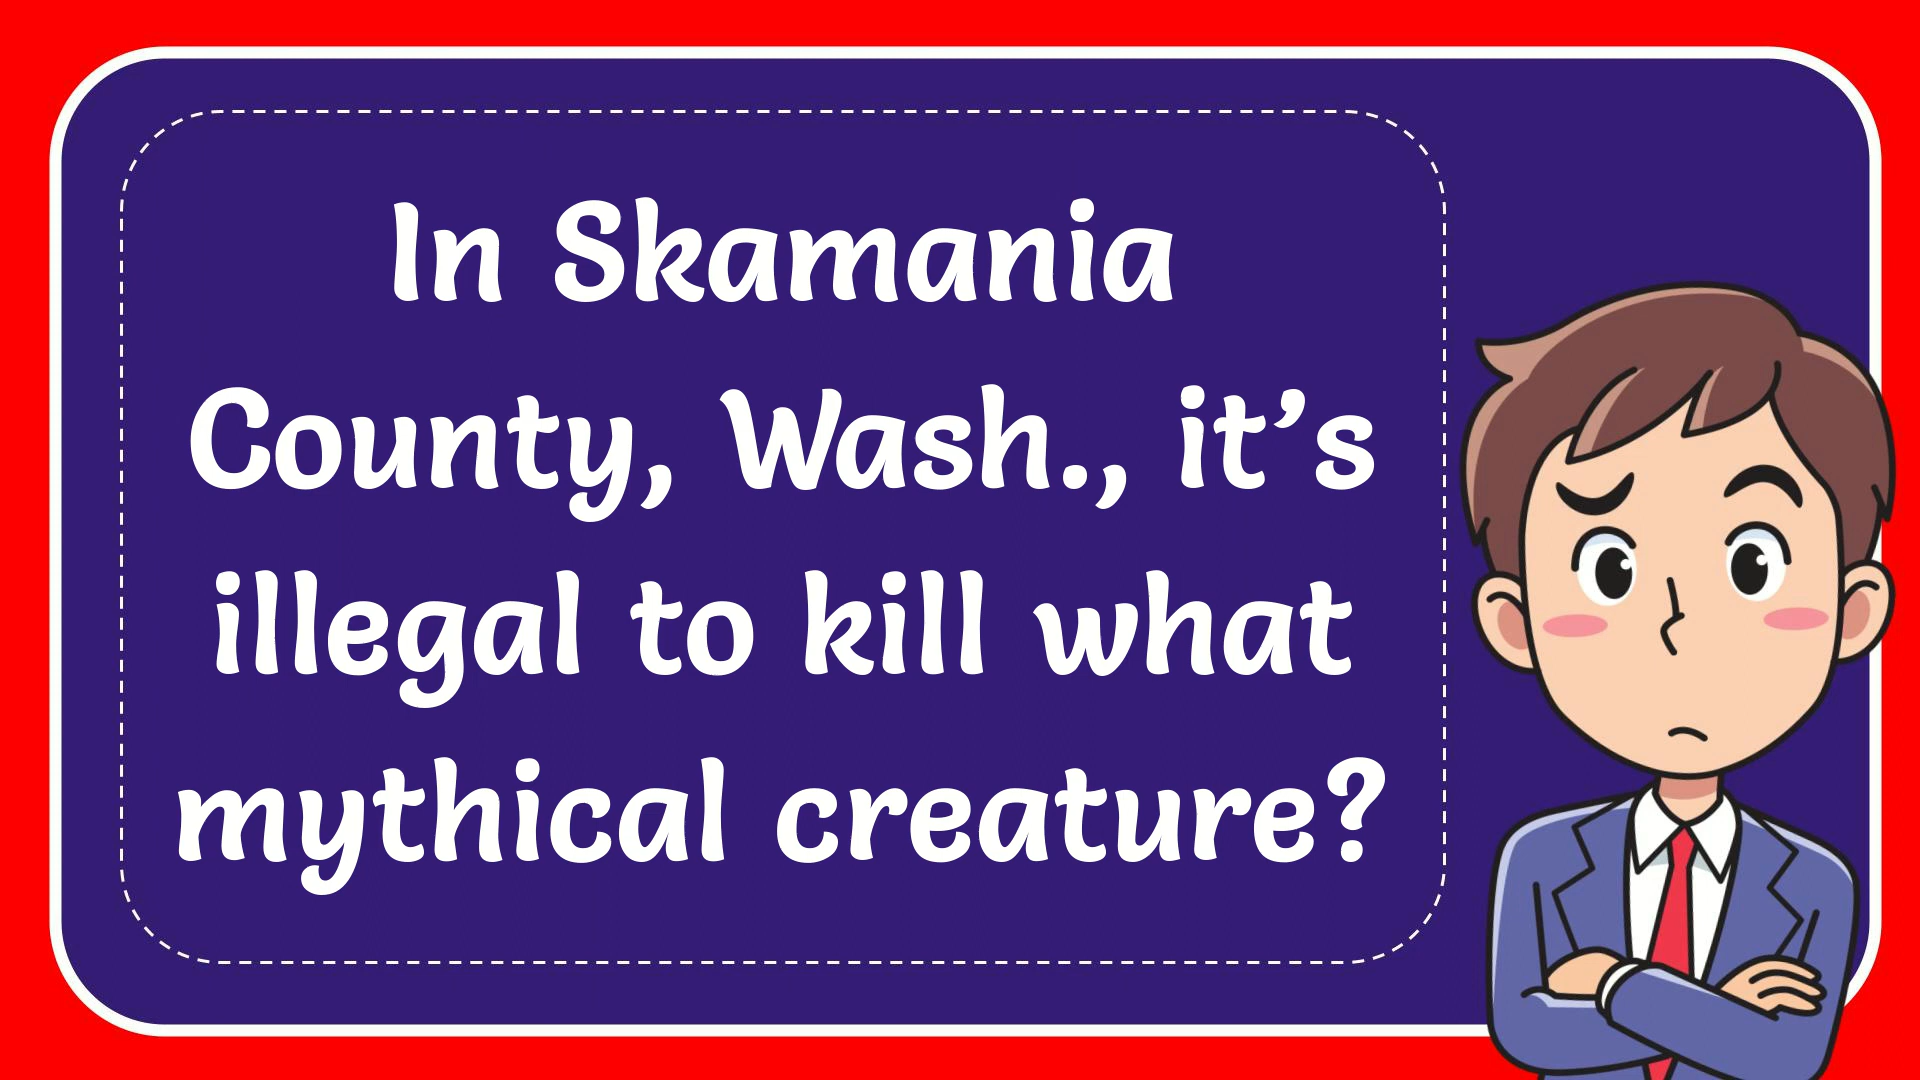 In Skamania
County, Wash., it’s
illegal to kill what
mythical creature?